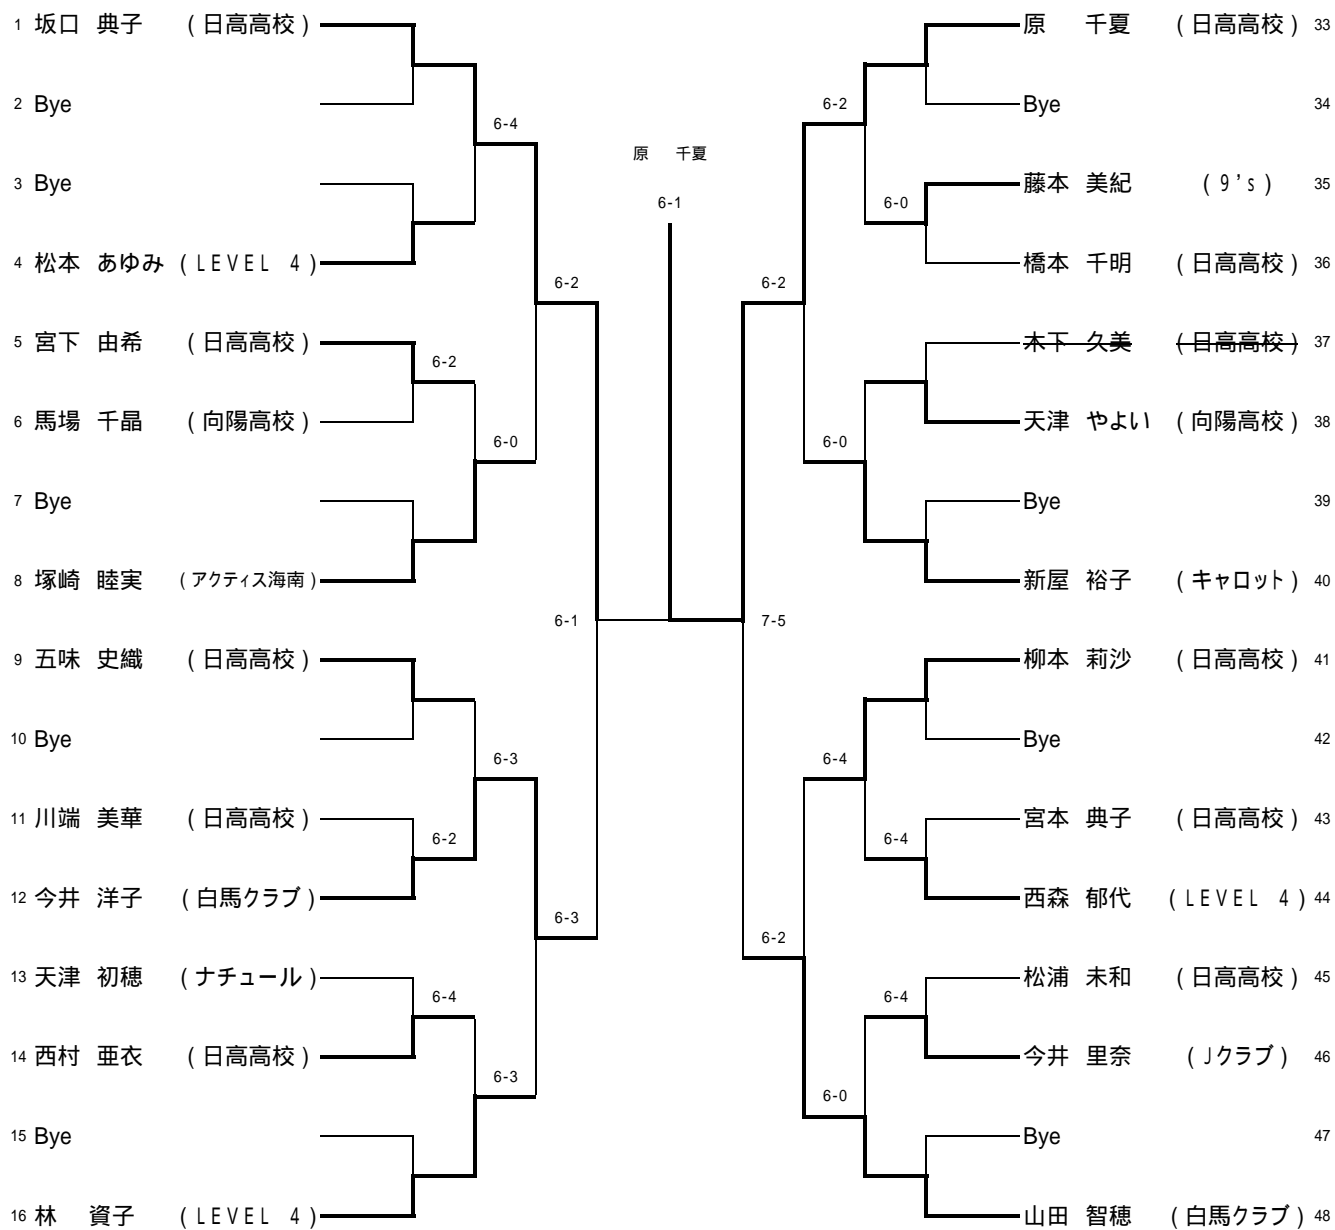 1 坂口 典子 (日高高校)
2 Bye
3 Bye
4 松本 あゆみ (LEVEL 4)
5 宮下 由希 (日高高校)
6 馬場 千晶 (向陽高校)
7 Bye
8 塚崎 睦実 (アクティス海南)
9 五味 史織 (日高高校)
10 Bye
11 川端 美華 (日高高校)
12 今井 洋子 (白馬クラブ)
13 天津 初穂 (ナチュール)
14 西村 亜衣 (日高高校)
15 Bye
16 林 資子 (LEVEL 4)
6-2
6-2
6-4
6-4
6-0
6-3
6-3
6-2
6-3
6-1
原 千夏
6-1
7-5
6-2
6-2
6-2
6-0
6-4
6-0
6-0
6-4
6-4
原 千夏 (日高高校) 33
Bye 34
藤本 美紀 (9's) 35
橋本 千明 (日高高校) 36
木下 久美 (日高高校) 37
天津 やよい (向陽高校) 38
Bye 39
新屋 裕子 (キャロット) 40
柳本 莉沙 (日高高校) 41
Bye 42
宮本 典子 (日高高校) 43
西森 郁代 (LEVEL 4) 44
松浦 未和 (日高高校) 45
今井 里奈 (Jクラブ) 46
Bye 47
山田 智穂 (白馬クラブ) 48